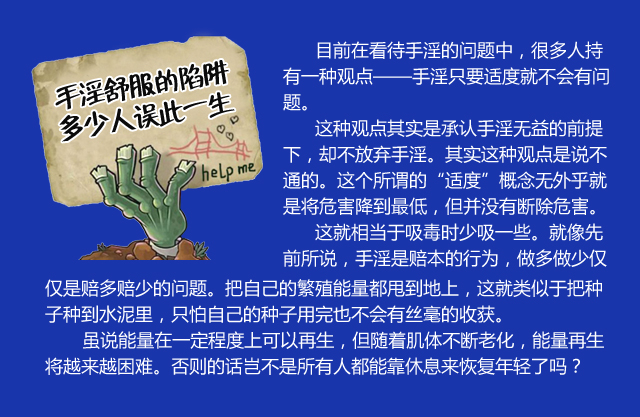 手淫舒服的陷阱
多少人误此一生
help me
目前在看待手淫的问题中，很多人持
有一种观点——手淫只要适度就不会有问
题。
这种观点其实是承认手淫无益的前提
下，却不放弃手淫。其实这种观点是说不
通的。这个所谓的“适度”概念无外乎就
是将危害降到最低，但并没有断除危害。
这就相当于吸毒时少吸一些。就像先
前所说，手淫是赔本的行为，做多做少仅
仅是赔多赔少的问题。把自己的繁殖能量都甩到地上，这就类似于把种
子种到水泥里，只怕自己的种子用完也不会有丝毫的收获。
虽说能量在一定程度上可以再生，但随着肌体不断老化，能量再生
将越来越困难。否则的话岂不是所有人都能靠休息来恢复年轻了吗？